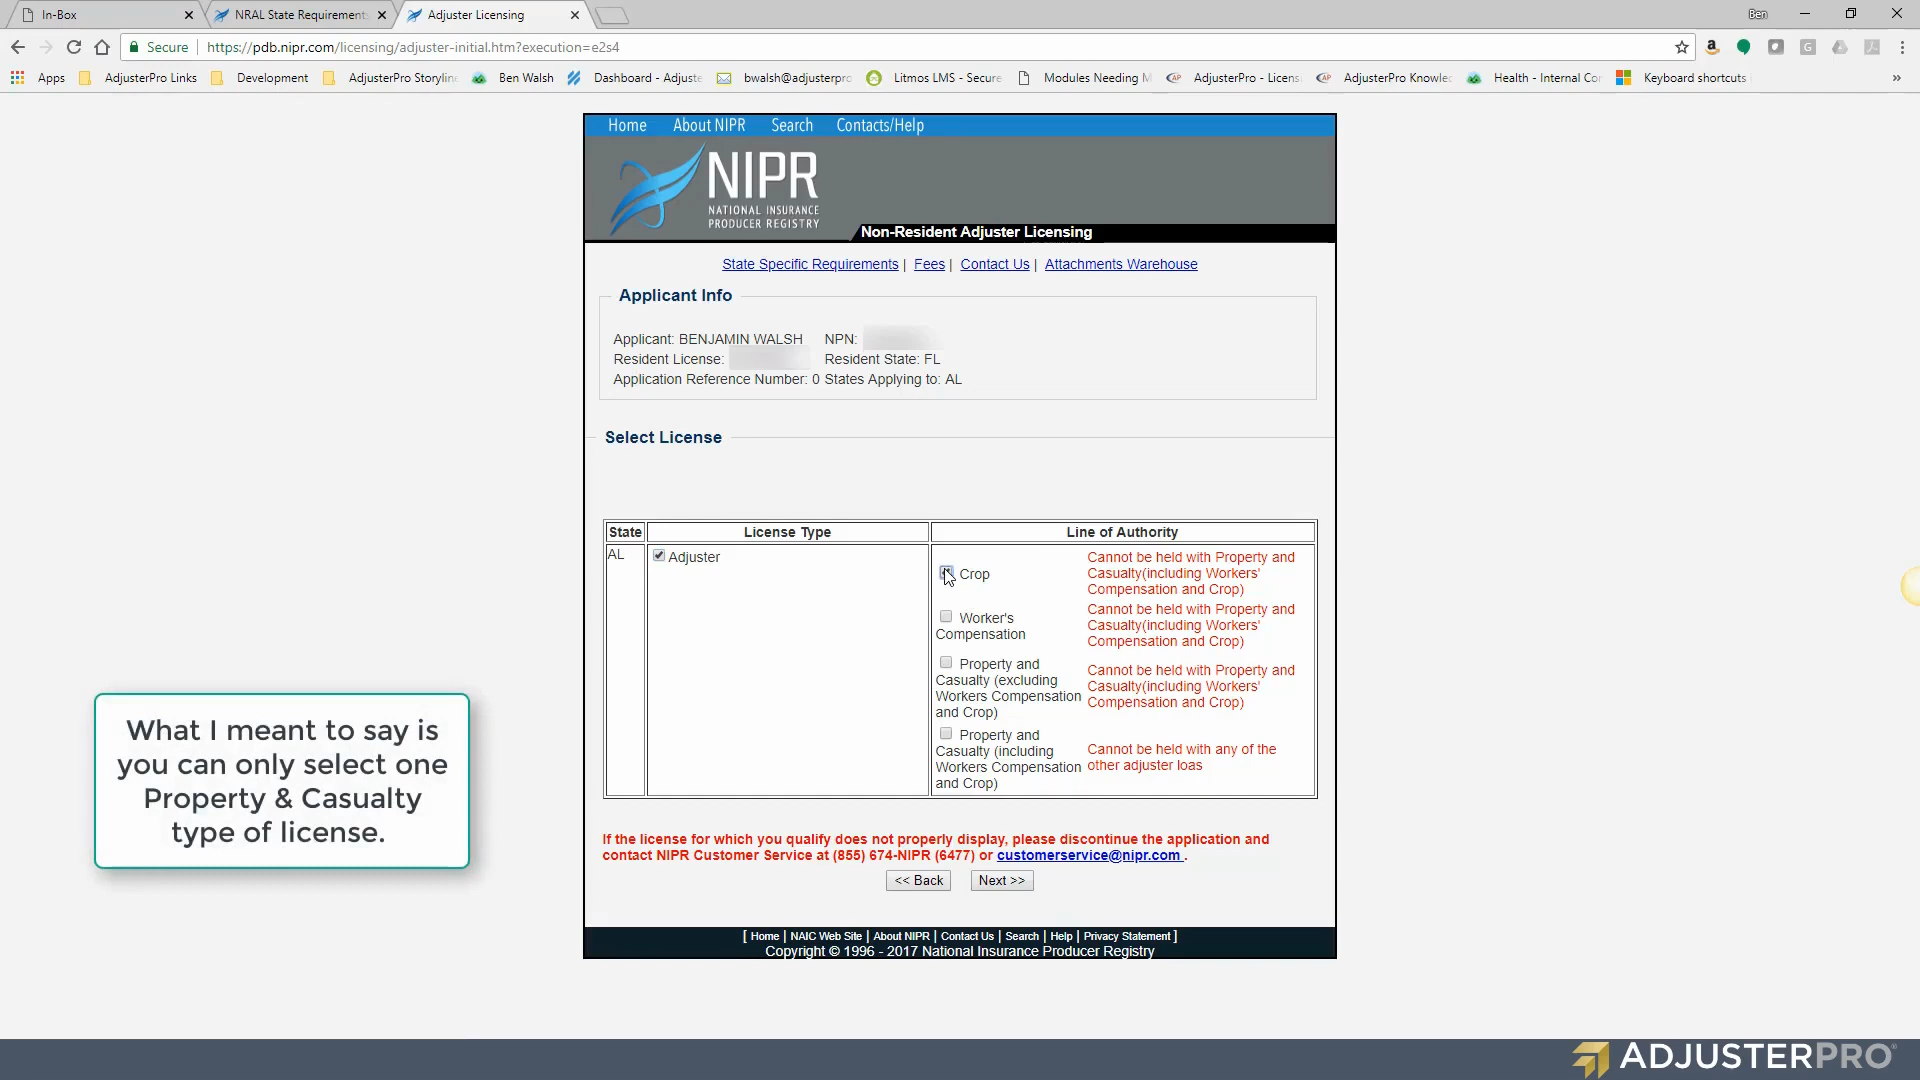 In-Box
NRAL State Requirements
Adjuster Licensing
Ben
Secure
https://pdb.nipr.com/licensing/adjuster-initial.htm?execution=e2s4
Apps
AdjusterPro Links
Development
AdjusterPro Storylin
Ben Walsh
Dashboard - Adjuste
bwalsh@adjusterpro
Litmos LMS - Secure
Modules Needing M
AdjusterPro - Licens
AdjusterPro Knowled
Health - Internal Cor
Keyboard shortcuts
Home
About NIPR
Search
Contacts/Help
NIPR
NATIONAL INSURANCE
PRODUCER REGISTRY
Non-Resident Adjuster Licensing
State Specific Requirements | Fees | Contact Us | Attachments Warehouse
Applicant Info
Applicant: BENJAMIN WALSH NPN:
Resident License: Resident State: FL
Application Reference Number: 0 States Applying to: AL
Select License
State License Type Line of Authority
AL
Adjuster
Crop
Cannot be held with Property and
Casualty(including Workers'
Compensation and Crop)
Worker's
Compensation
Cannot be held with Property and
Casualty(including Workers'
Compensation and Crop)
Property and
Casualty (excluding
Workers Compensation
and Crop)
Cannot be held with Property and
Casualty(including Workers'
Compensation and Crop)
Property and
Casualty (including
Workers Compensation
and Crop)
Cannot be held with any of the
other adjuster loas
What I meant to say is
you can only select one
Property & Casualty
type of license.
If the license for which you qualify does not properly display, please discontinue the application and
contact NIPR Customer Service at (855) 674-NIPR (6477) or customerservice@nipr.com .
<< Back
Next >>
[ Home | NAIC Web Site | About NIPR | Contact Us | Search | Help | Privacy Statement ]
Copyright © 1996 - 2017 National Insurance Producer Registry
ADJUSTERPRO